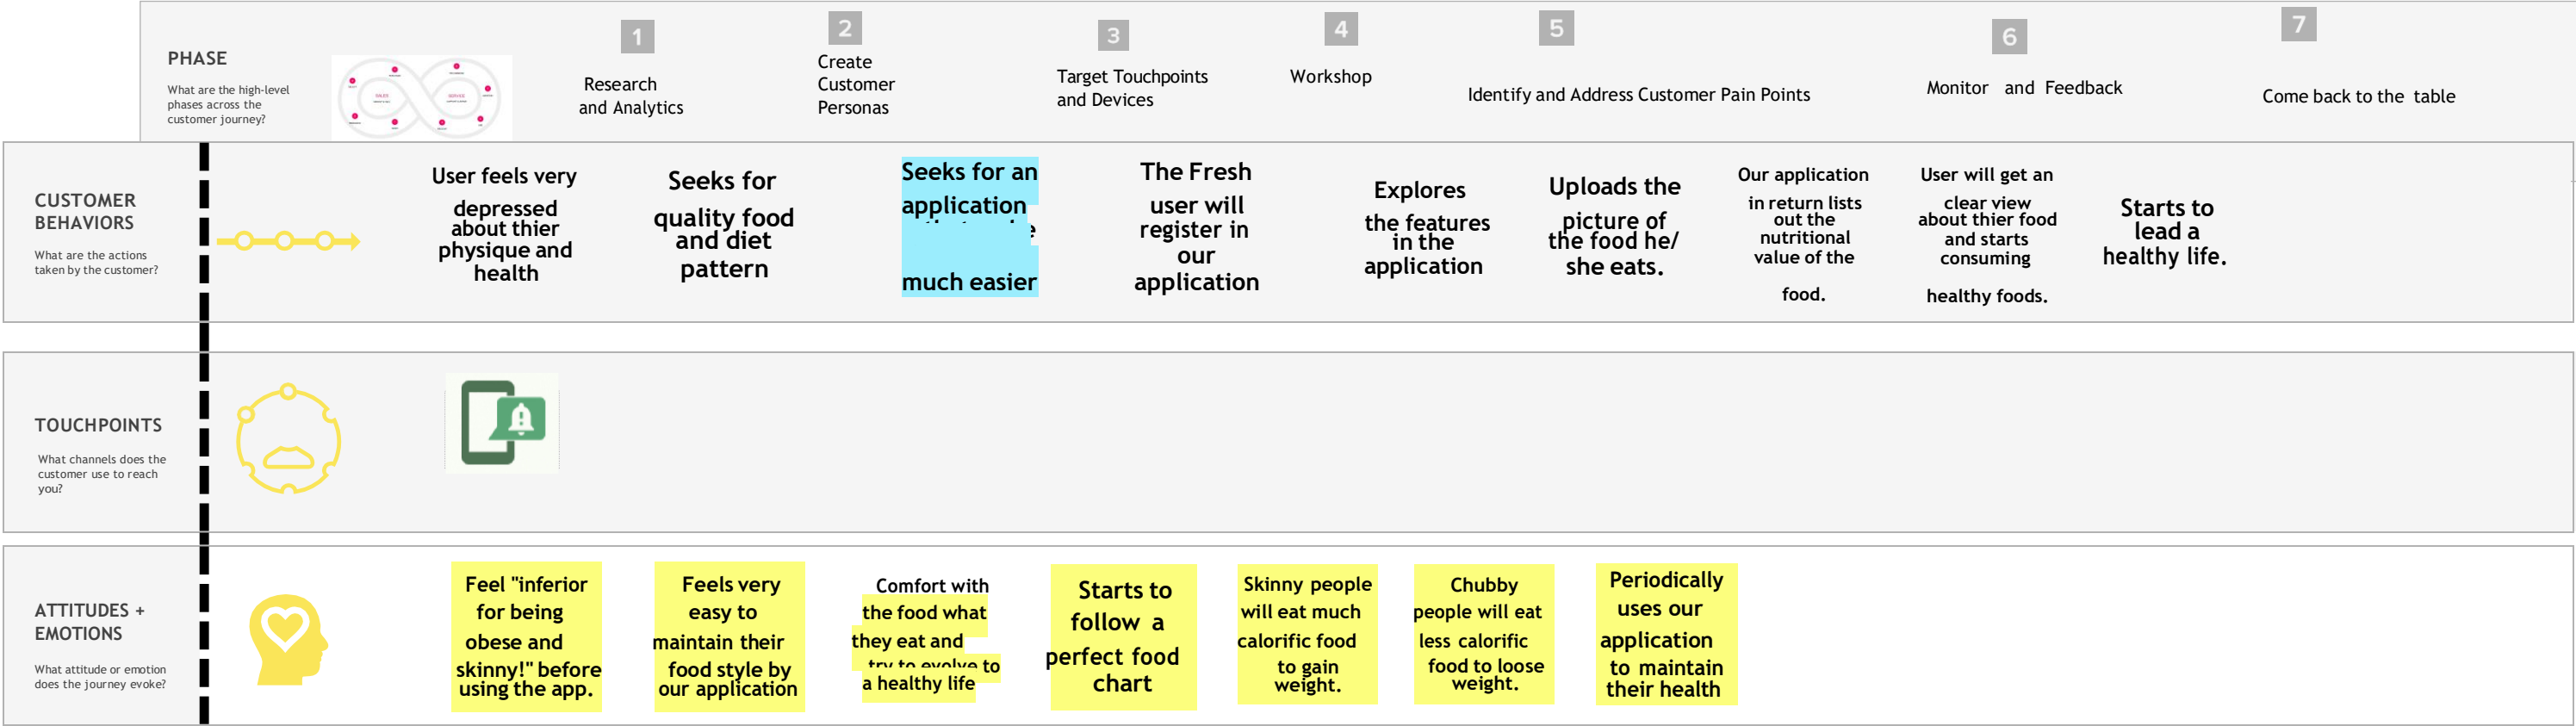 PHASE
What are the high-level
phases across the
customer journey?
1
Research
and Analytics
2
Create
Customer
Personas
3
Target Touchpoints
and Devices
4
Workshop
5
Identify and Address Customer Pain Points
6
Monitor and Feedback
7
Come back to the table
CUSTOMER
BEHAVIORS
What are the actions
taken by the customer?
User feels very
depressed
about thier
physique and
health
Seeks for
quality food
and diet
pattern
Seeks for an
application
much easier
The Fresh
user will
register in
our
application
Explores
the features
in the
application
Uploads the
picture of
the food he/
she eats.
Our application
in return lists
out the
nutritional
value of the
food.
User will get an
clear view
about thier food
and starts
consuming
healthy foods.
Starts to
lead a
healthy life.
TOUCHPOINTS
What channels does the
customer use to reach
you?
ATTITUDES +
EMOTIONS
What attitude or emotion
does the journey evoke?
Feel "inferior
for being
obese and
skinny!" before
using the app.
Feels very
easy to
maintain their
food style by
our application
Comfort with
the food what
they eat and
try to evolve to
a healthy life
Starts to
follow a
perfect food
chart
Skinny people
will eat much
calorific food
to gain
weight.
Chubby
people will eat
less calorific
food to loose
weight.
Periodically
uses our
application
to maintain
their health